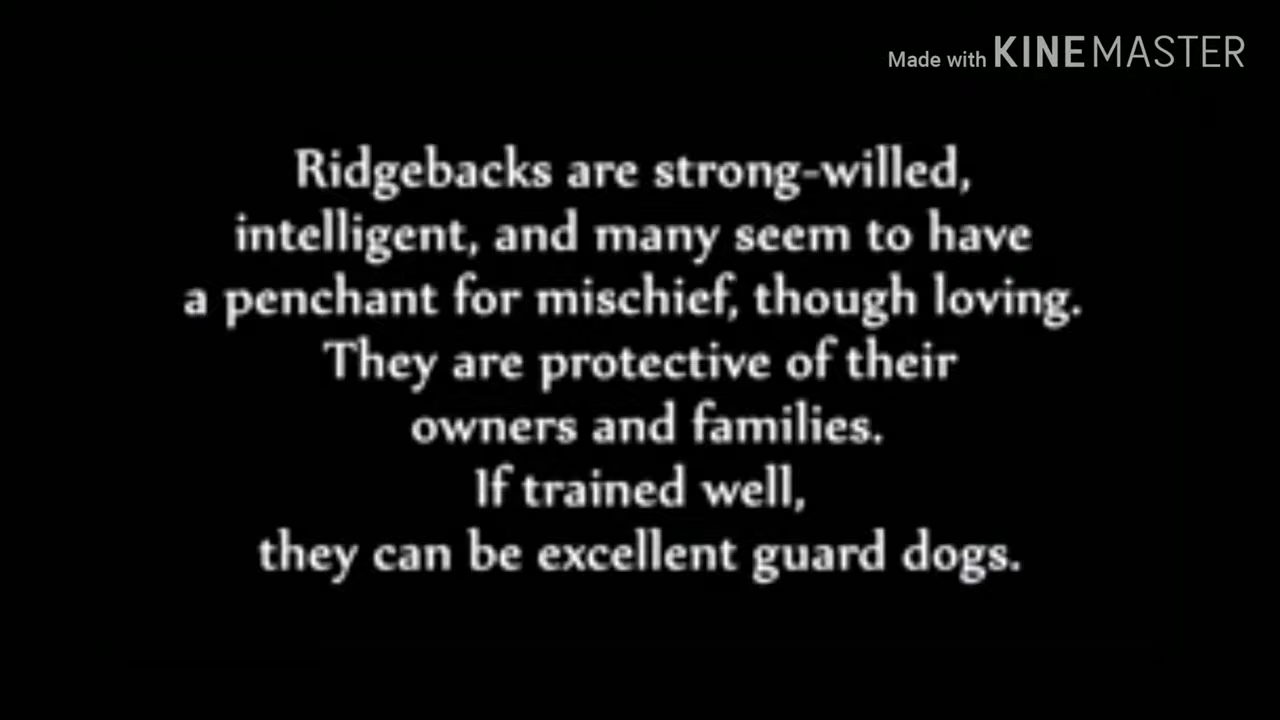 Made with KINEMASTER
Ridgebacks are strong-willed,
intelligent, and many seem to have
a penchant for mischief, though loving.
They are protective of their
owners and families.
If trained well,
they can be excellent guard dogs.